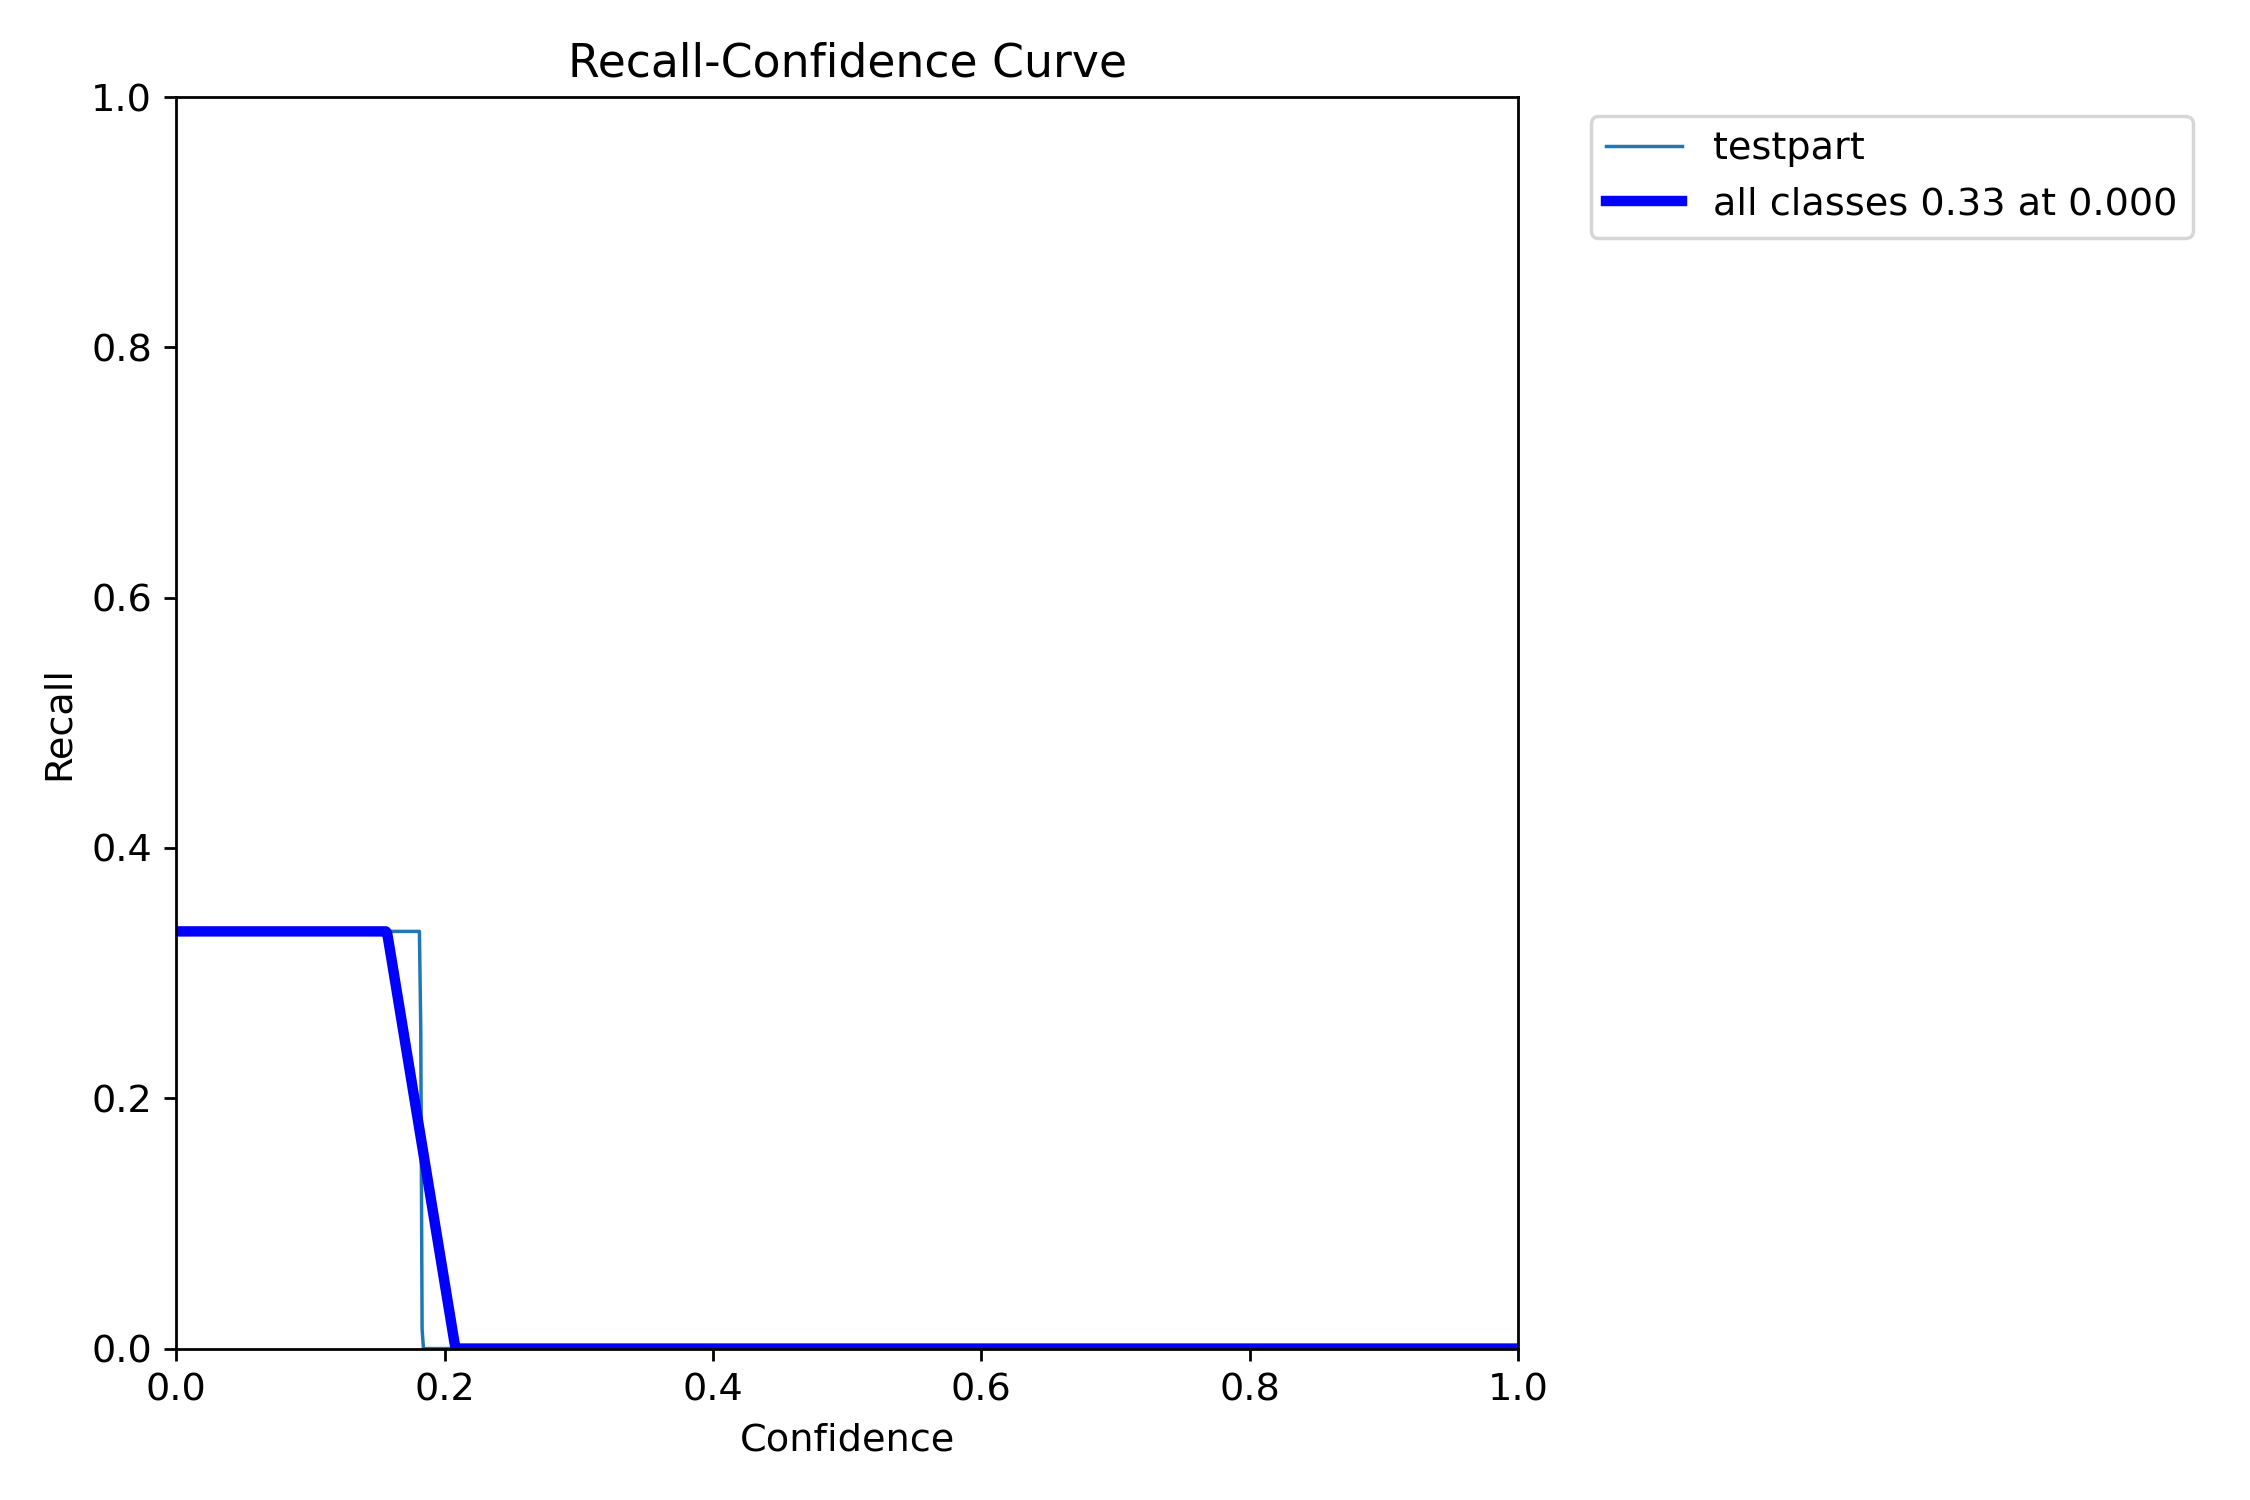 Recall-Confidence Curve
1.0
0.8
0.6
0.4
0.2
0.0
Recall
0.0 0.2 0.4 0.6 0.8 1.0
Confidence
testpart
all classes 0.33 at 0.000